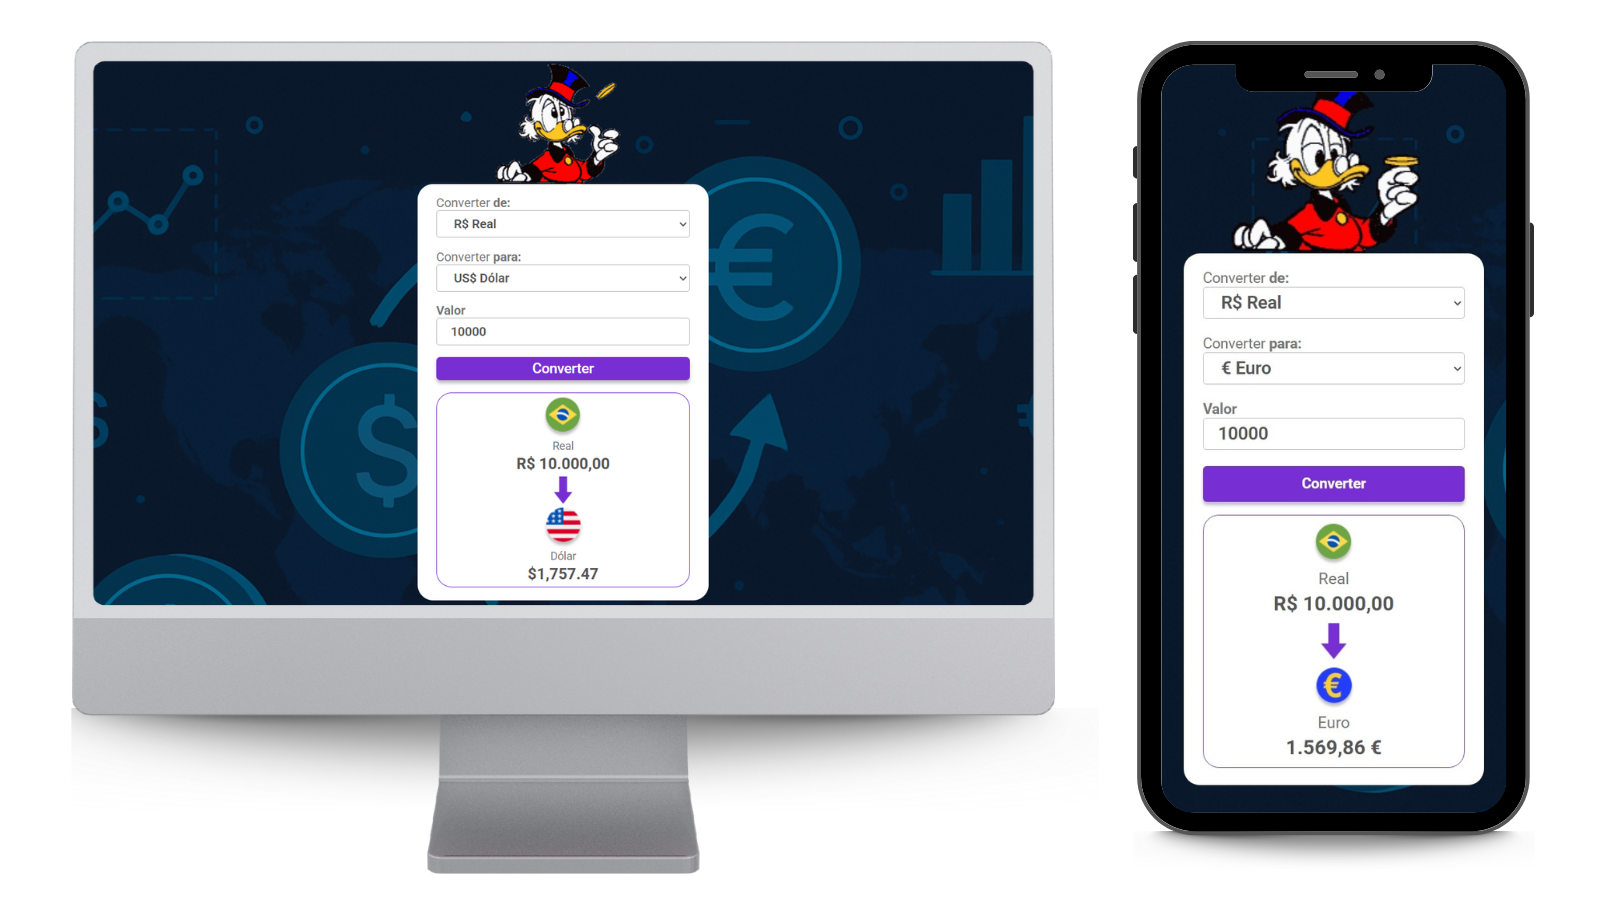 Converter de:
R$ Real
Converter para:
US$ Dólar
Valor
10000
Converter
Real
R$ 10.000,00
Dólar
$1,757.47
Converter de:
R$ Real
Converter para:
€ Euro
Valor
10000
Converter
Real
R$ 10.000,00
€
Euro
1.569,86 €